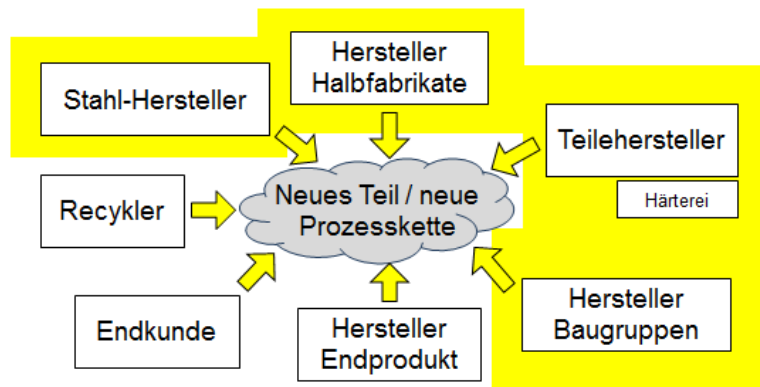 Hersteller
Halbfabrikate
Stahl-Hersteller
Teilehersteller
Härterei
Neues Teil / neue
Prozesskette
Recykler
Hersteller
Baugruppen
Endkunde
Hersteller
Endprodukt